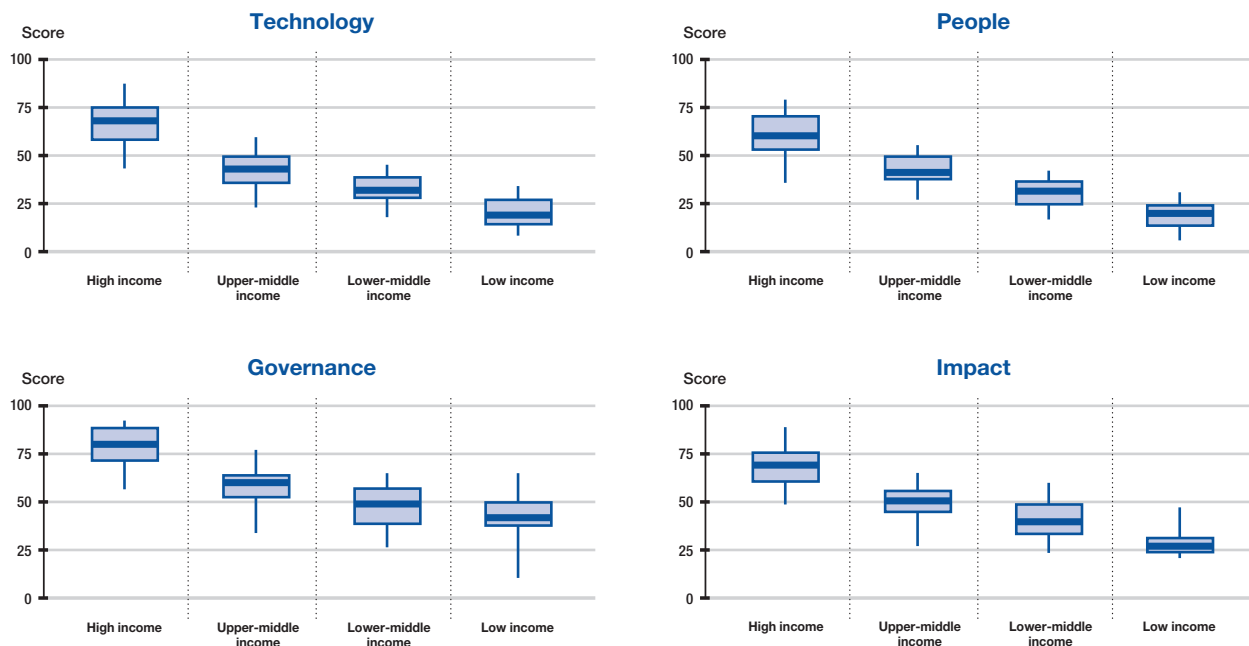 Technology
Score
100
75
50
25
0
High income
Upper-middle
income
Lower-middle
income
Low income
People
Score
100
75
50
25
0
High income
Upper-middle
income
Lower-middle
income
Low income
Governance
Score
100
75
50
25
0
High income
Upper-middle
income
Lower-middle
income
Low income
Impact
Score
100
75
50
25
0
High income
Upper-middle
income
Lower-middle
income
Low income